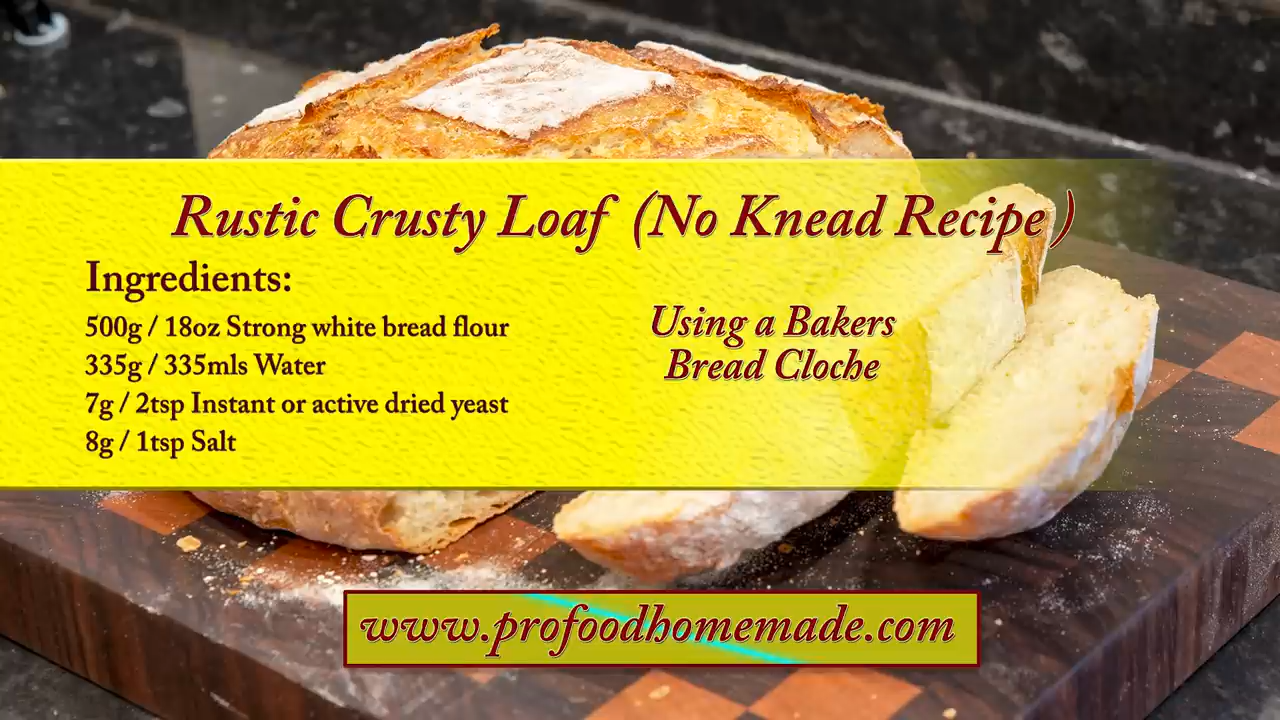 Rustic Crusty Loaf (No Knead Recipe)
Ingredients:
500g / 18oz Strong white bread flour
335g / 335mls Water
7g / 2tsp Instant or active dried yeast
8g / 1tsp Salt
Using a Bakers
Bread Cloche
www.profoodhomemade.com